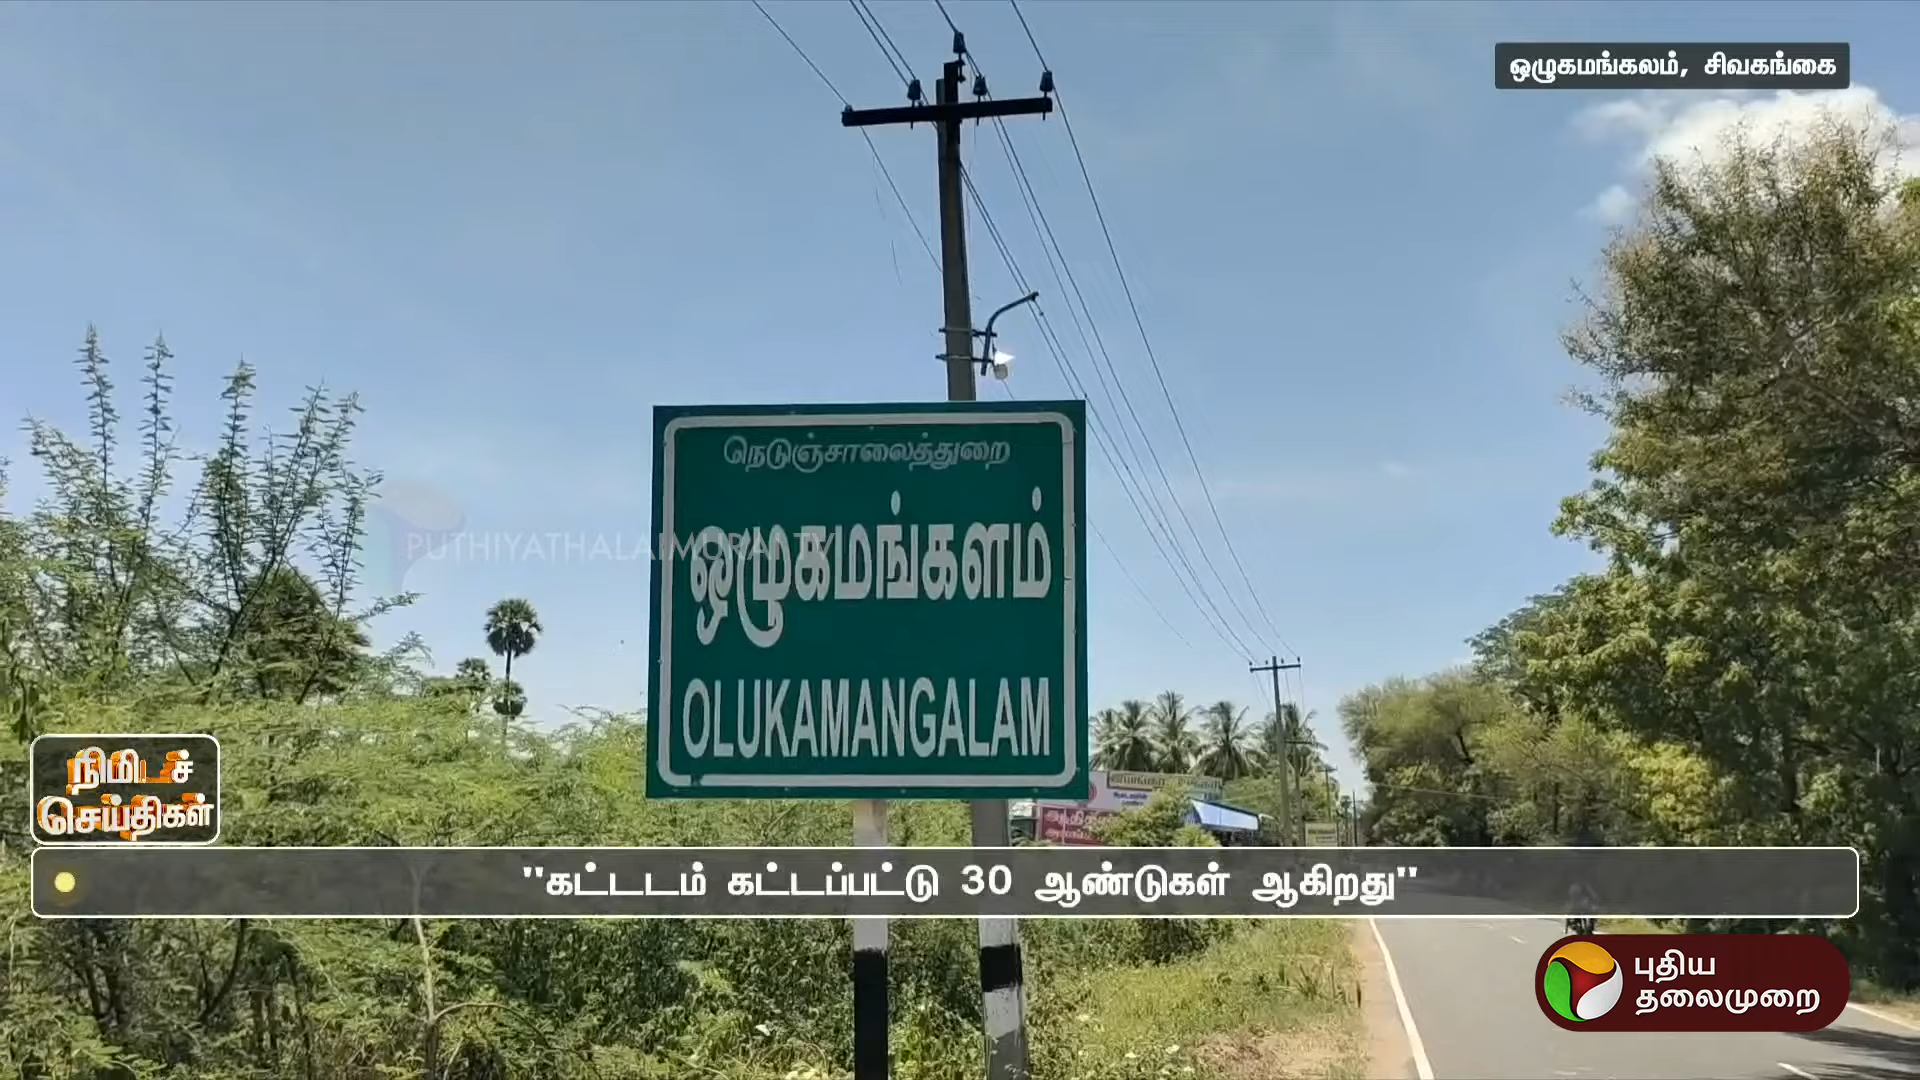 ஒழுகமங்கலம், சிவகங்கை
நெடுஞ்சாலைத்துறை
ஒழுகமங்களம்
PUTHIYATHALAIMURAI TV
OLUKAMANGALAM
நிமிடச்
செய்திகள்
"கட்டடம் கட்டப்பட்டு 30 ஆண்டுகள் ஆகிறது"
புதிய
தலைமுறை